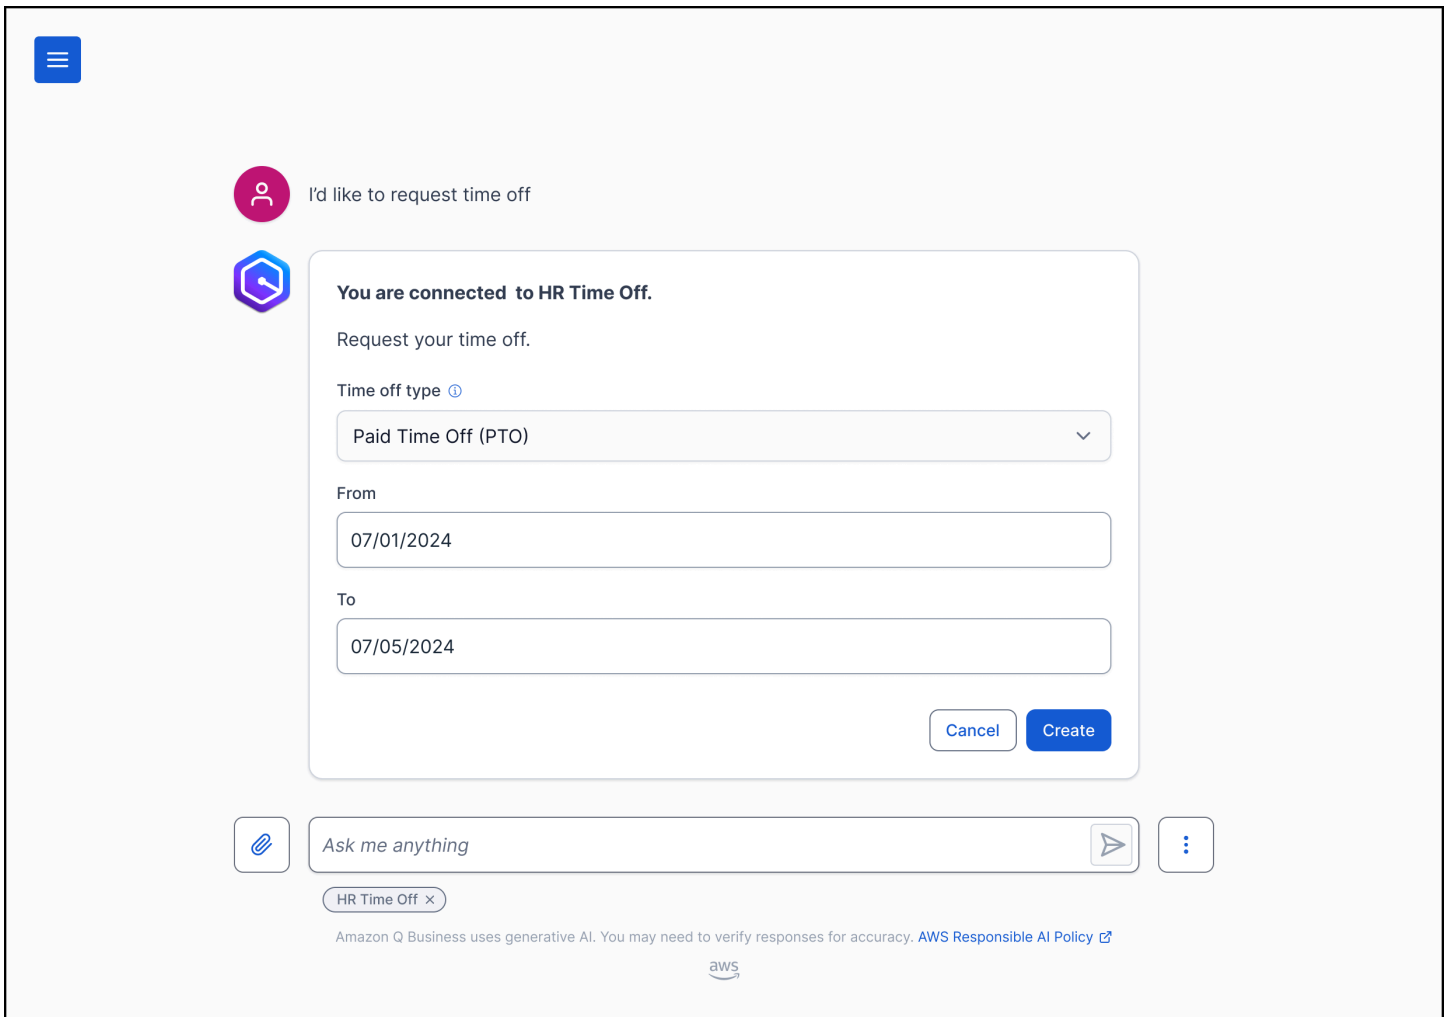 I’d like to request time off
You are connected  to HR Time Off.
Request your time off.
Time off type
Paid Time Off (PTO)
From
07/01/2024
To
07/05/2024
Cancel Create
Ask me anything
HR Time Off
Amazon Q Business uses generative AI. You may need to verify responses for accuracy. AWS Responsible AI Policy
aws